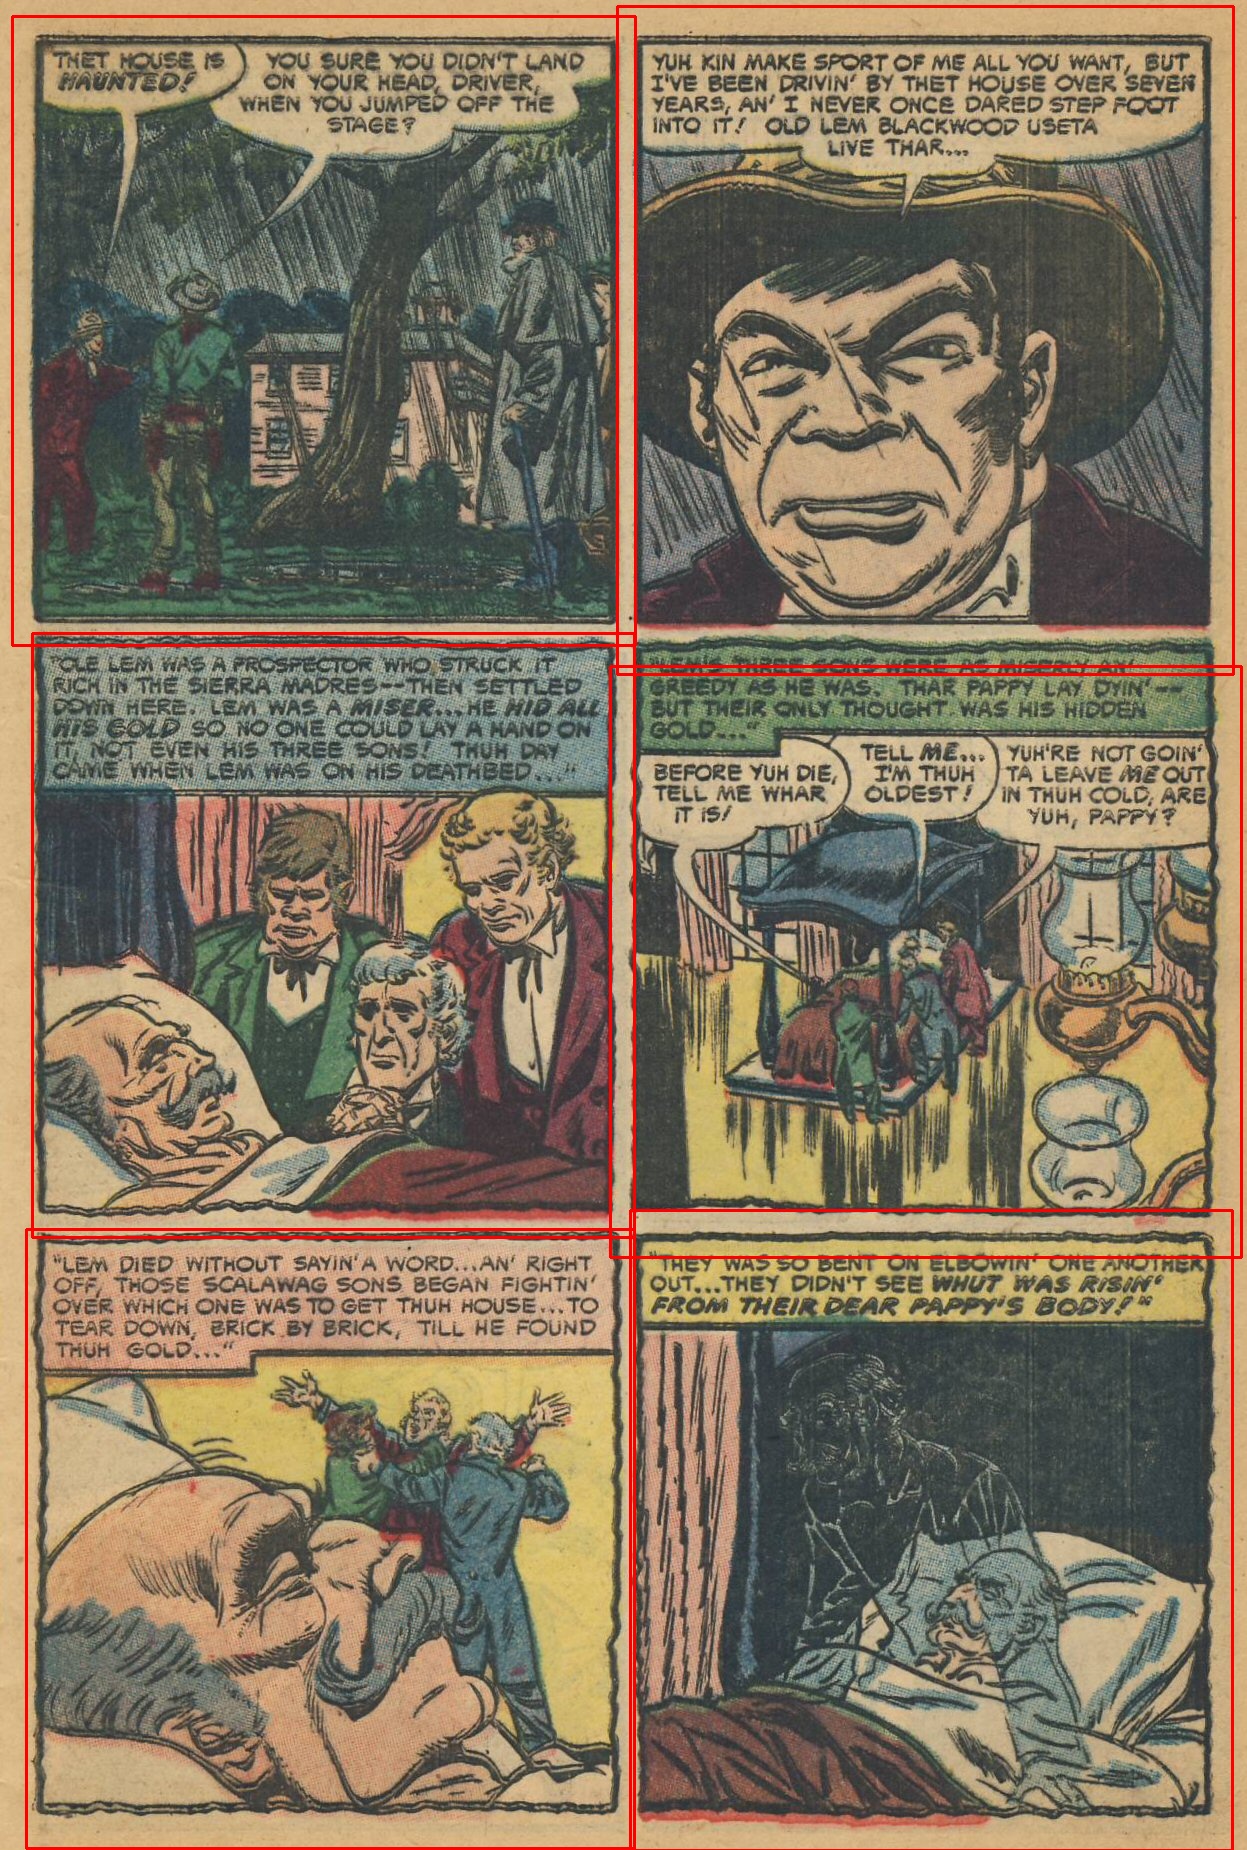 THET HOUSE IS
HAUNTED!
YOU SURE YOU DIDN'T LAND
ON YOUR HEAD, DRIVER,
WHEN YOU JUMPED OFF THE
STAGE?
YUH KIN MAKE SPORT OF ME ALL YOU WANT, BUT
I'VE BEEN DRIVIN' BY THET HOUSE OVER SEVEN
YEARS, AN' I NEVER ONCE DARED STEP FOOT
INTO IT! OLD LEM BLACKWOOD USETA
LIVE THAR...
"OLE LEM WAS A PROSPECTOR WHO STRUCK IT
RICH IN THE SIERRA MADRES--THEN SETTLED
DOWN HERE. LEM WAS A MISER...HE HID ALL
HIS GOLD SO NO ONE COULD LAY A HAND ON
IT, NOT EVEN HIS THREE SONS! THUH DAY
CAME WHEN LEM WAS ON HIS DEATHBED..."
"LEM'S THREE SONS WERE AS MISERLY AN'
GREEDY AS HE WAS. THAR PAPPY LAY DYIN'--
BUT THEIR ONLY THOUGHT WAS HIS HIDDEN
GOLD..."
BEFORE YUH DIE,
TELL ME WHAR
IT IS!
TELL ME...
I'M THUH
OLDEST!
YUH'RE NOT GOIN'
TA LEAVE ME OUT
IN THUH COLD, ARE
YUH, PAPPY?
"LEM DIED WITHOUT SAYIN' A WORD...AN' RIGHT
OFF, THOSE SCALAWAG SONS BEGAN FIGHTIN'
OVER WHICH ONE WAS TO GET THUH HOUSE...TO
TEAR DOWN, BRICK BY BRICK, TILL HE FOUND
THUH GOLD..."
"THEY WAS SO BENT ON ELBOWIN' ONE ANOTHER
OUT...THEY DIDN'T SEE WHUT WAS RISIN'
FROM THEIR DEAR PAPPY'S BODY!"